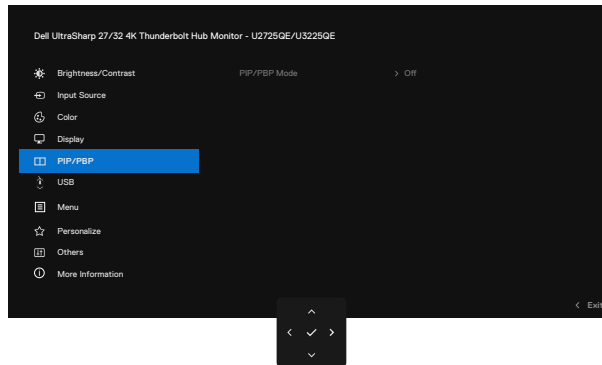 Dell UltraSharp 27/32 4K Thunderbolt Hub Monitor - U2725QE/U3225QE
Brightness/Contrast
PIP/PBP Mode
Off
Input Source
Color
Display
PIP/PBP
USB
Menu
Personalize
Others
More Information
Exit